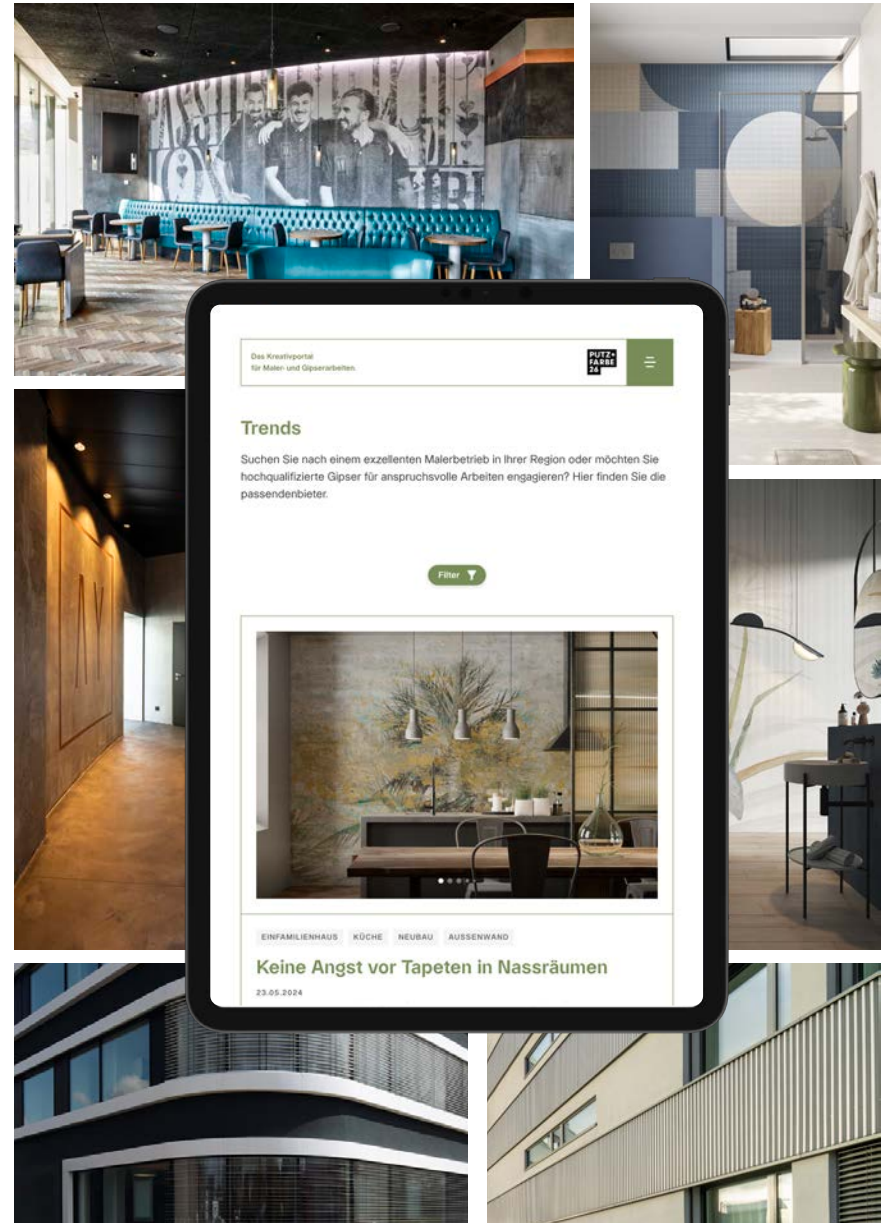 Das Kreativportal
für Maler- und Gipserarbeiten.
PUTZ+
FARBE
26
Trends
Suchen Sie nach einem exzellenten Malerbetrieb in Ihrer Region oder möchten Sie
hochqualifizierte Gipser für anspruchsvolle Arbeiten engagieren? Hier finden Sie die
passendenbieter.
Filter
EINFAMILIENHAUS KÜCHE NEUBAU AUSSENWAND
Keine Angst vor Tapeten in Nassräumen
23.05.2024